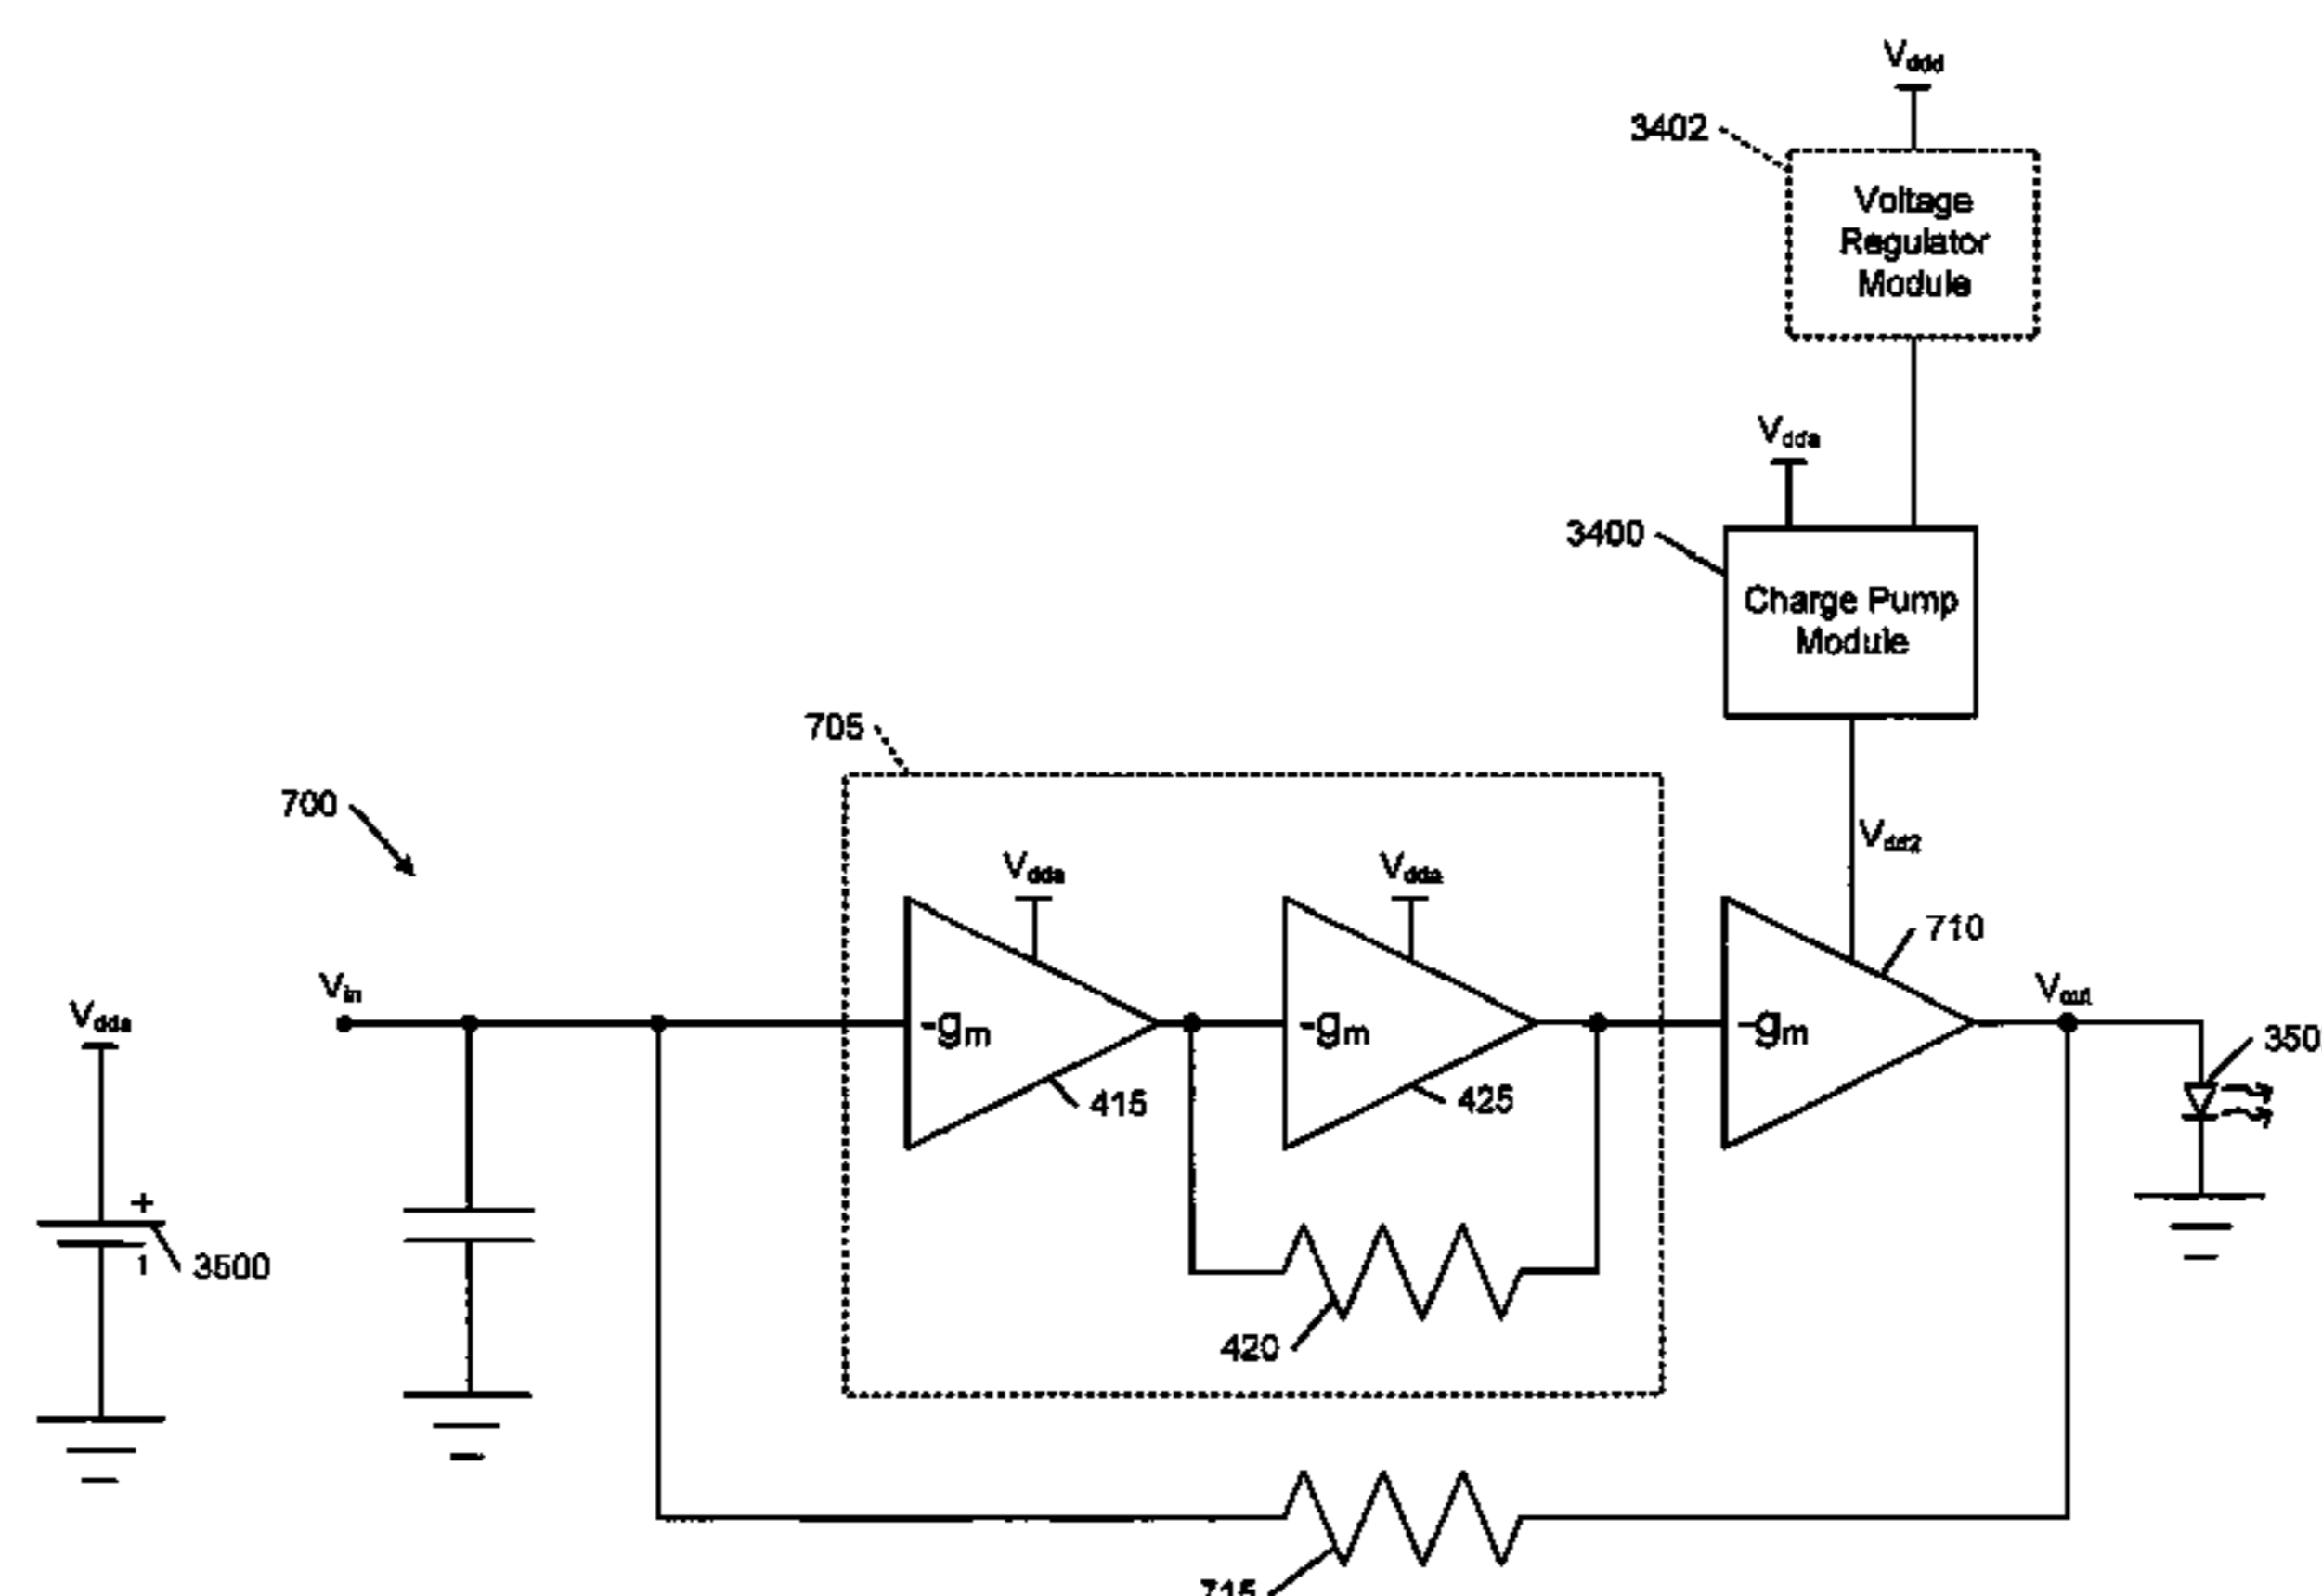 Vddd
3402
Voltage
Regulator
Module
Vdda
3400
Charge Pump
Module
705
700
Vdd2
Vdda
Vdda
710
Vin
Vout
Vdda
-gm
-gm
-gm
350
415
425
+
3500
420
715